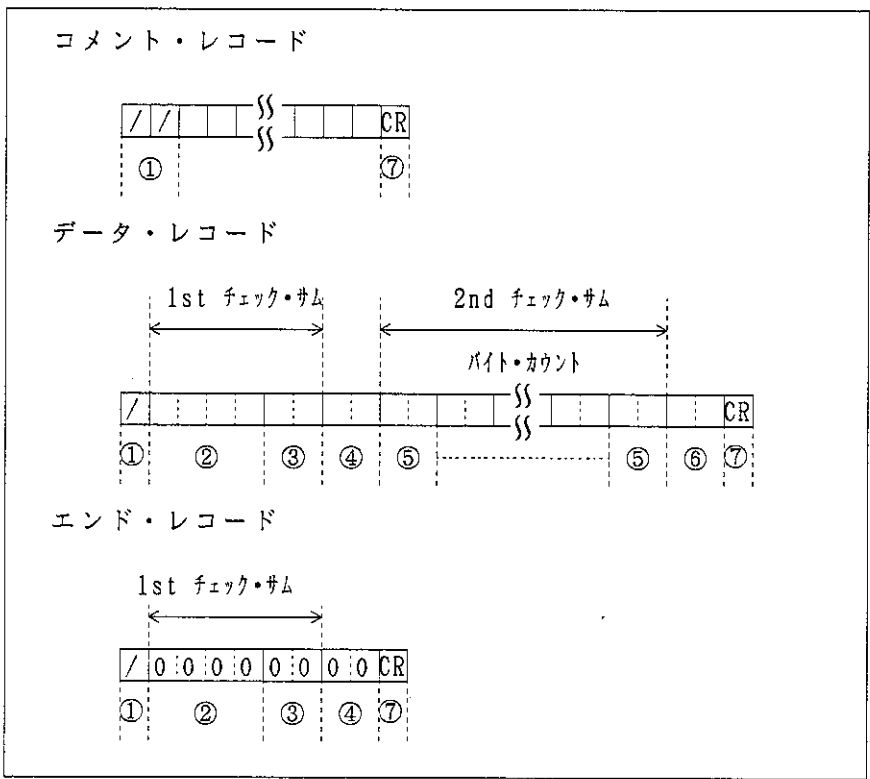 コメント・レコード
//CR
① ⑦
データ・レコード
1st チェック・サム 2nd チェック・サム
バイト・カウント
/ CR
① ② ③ ④ ⑤ ⑤ ⑥ ⑦
エンド・レコード
1st チェック・サム
/ 0 0 0 0 0 0 0 0 CR
① ② ③ ④ ⑦